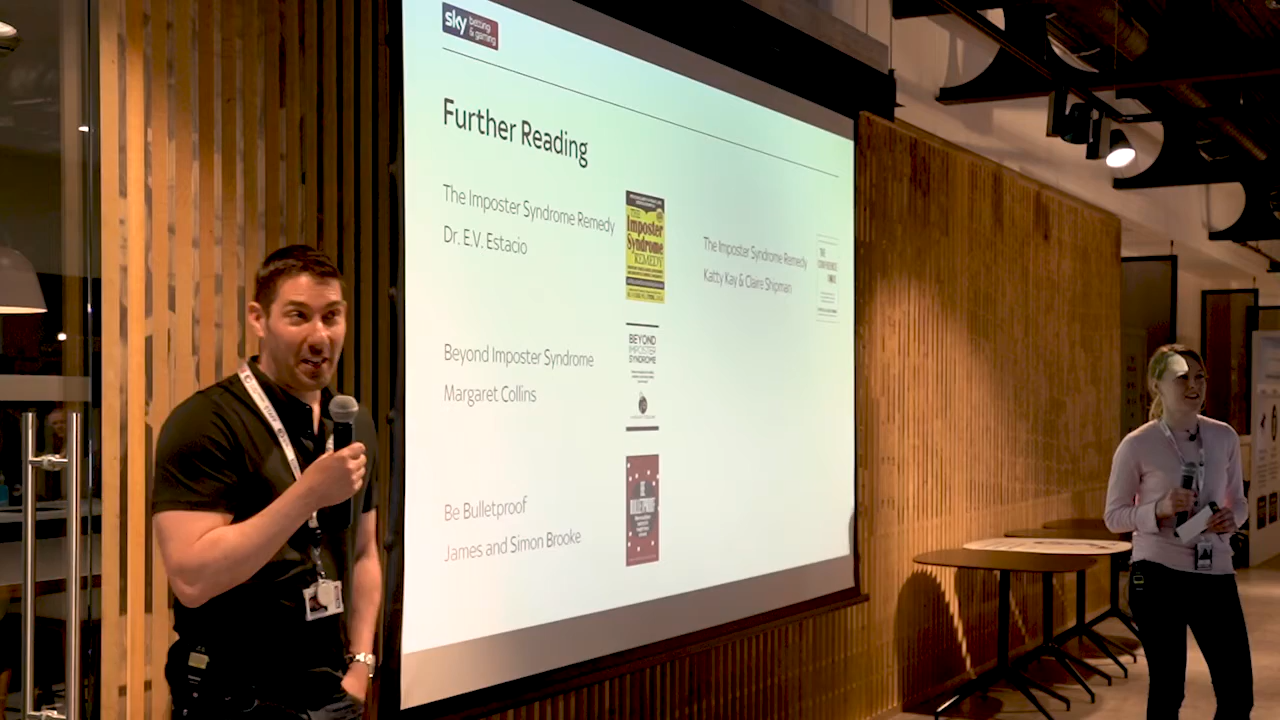 sky betting & gaming
Further Reading
The Imposter Syndrome Remedy
Dr. E.V. Estacio
THE
Imposter
Syndrome
REMEDY
The Imposter Syndrome Remedy
Katty Kay & Claire Shipman
THE
CONFIDENCE
CODE
Beyond Imposter Syndrome
Margaret Collins
BEYOND
IMPOSTER
SYNDROME
Be Bulletproof
James and Simon Brooke
BE
BULLETPROOF